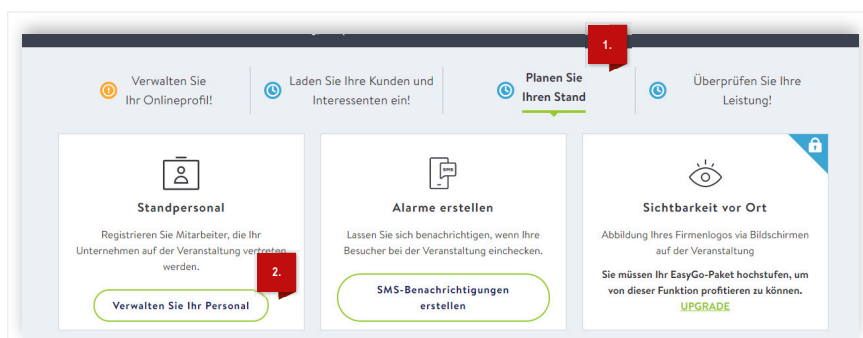 1.
Verwalten Sie
Ihr Onlineprofil!
Laden Sie Ihre Kunden und
Interessenten ein!
Planen Sie
Ihren Stand
Überprüfen Sie Ihre
Leistung!
Standpersonal
Registrieren Sie Mitarbeiter, die Ihr
Unternehmen auf der Veranstaltung vertreten
werden.
2.
Verwalten Sie Ihr Personal
SMS
Alarme erstellen
Lassen Sie sich benachrichtigen, wenn Ihre
Besucher bei der Veranstaltung einchecken.
SMS-Benachrichtigungen
erstellen
Sichtbarkeit vor Ort
Abbildung Ihres Firmenlogos via Bildschirmen
auf der Veranstaltung
Sie müssen Ihr EasyGo-Paket hochstufen, um
von dieser Funktion profitieren zu können.
UPGRADE